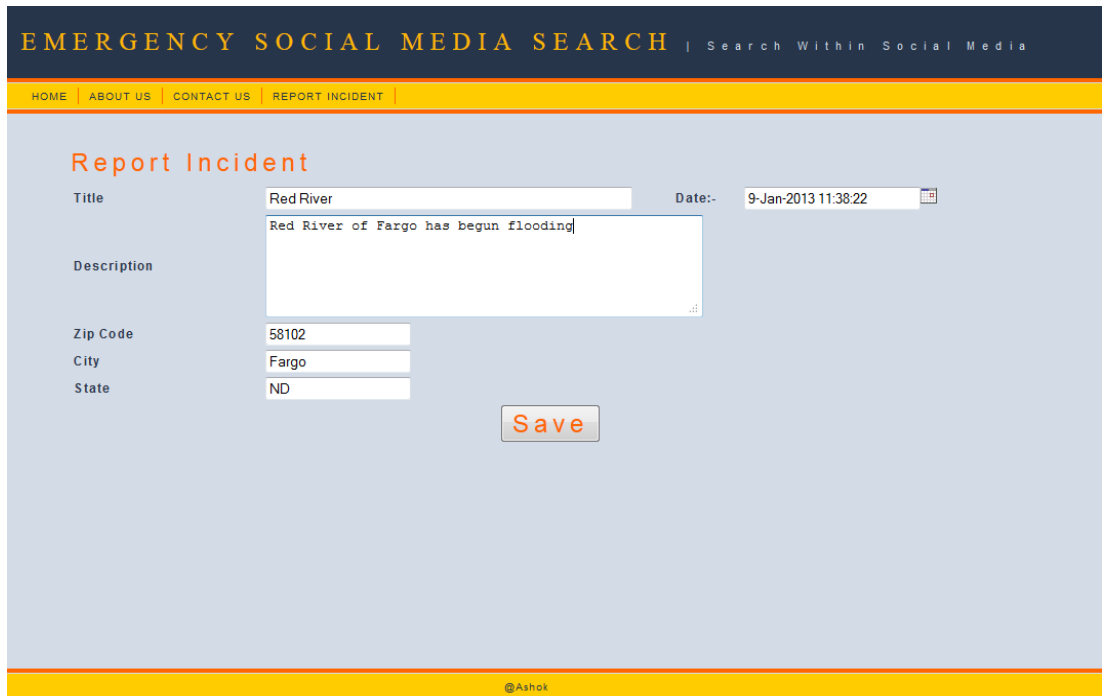 EMERGENCY SOCIAL MEDIA SEARCH | Search Within Social Media
HOME | ABOUT US | CONTACT US | REPORT INCIDENT |
Report Incident
Title Red River Date:- 9-Jan-2013 11:38:22
Description Red River of Fargo has begun flooding
Zip Code 58102
City Fargo
State ND
Save
@Ashok